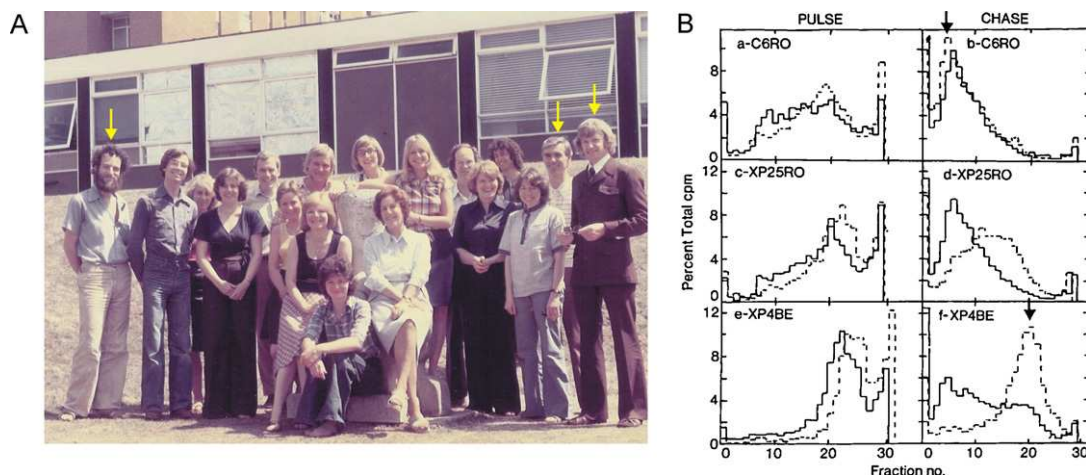 A
B
PULSE
CHASE
a-C6RO
b-C6RO
8
4
0
c-XP25RO
d-XP25RO
12
8
4
0
e-XP4BE
f-XP4BE
12
8
4
0
0
10
20
30
0
10
20
30
Percent Total cpm
Fraction no.